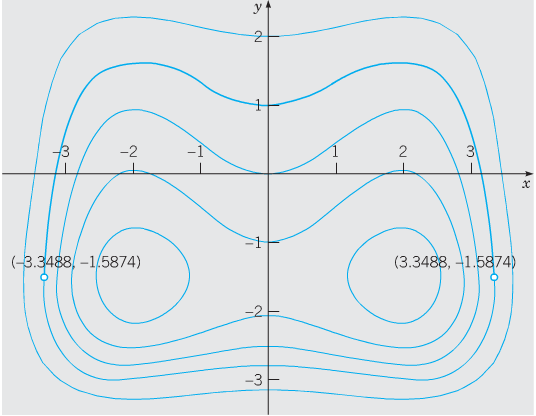 y
2
1
–3 –2 –1 1 2 3
x
–1
(–3.3488, –1.5874) (3.3488, –1.5874)
–2
–3